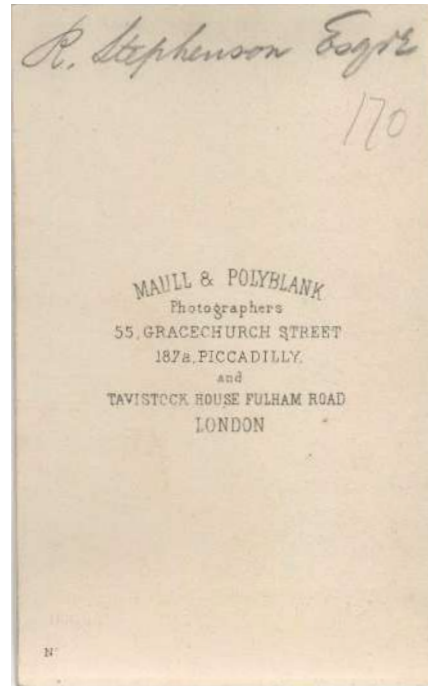 R. Stephenson Esqre
170
MAULL & POLYBLANK
Photographers
55, GRACECHURCH STREET
187a, PICCADILLY.
and
TAVISTOCK HOUSE FULHAM ROAD
LONDON
N°